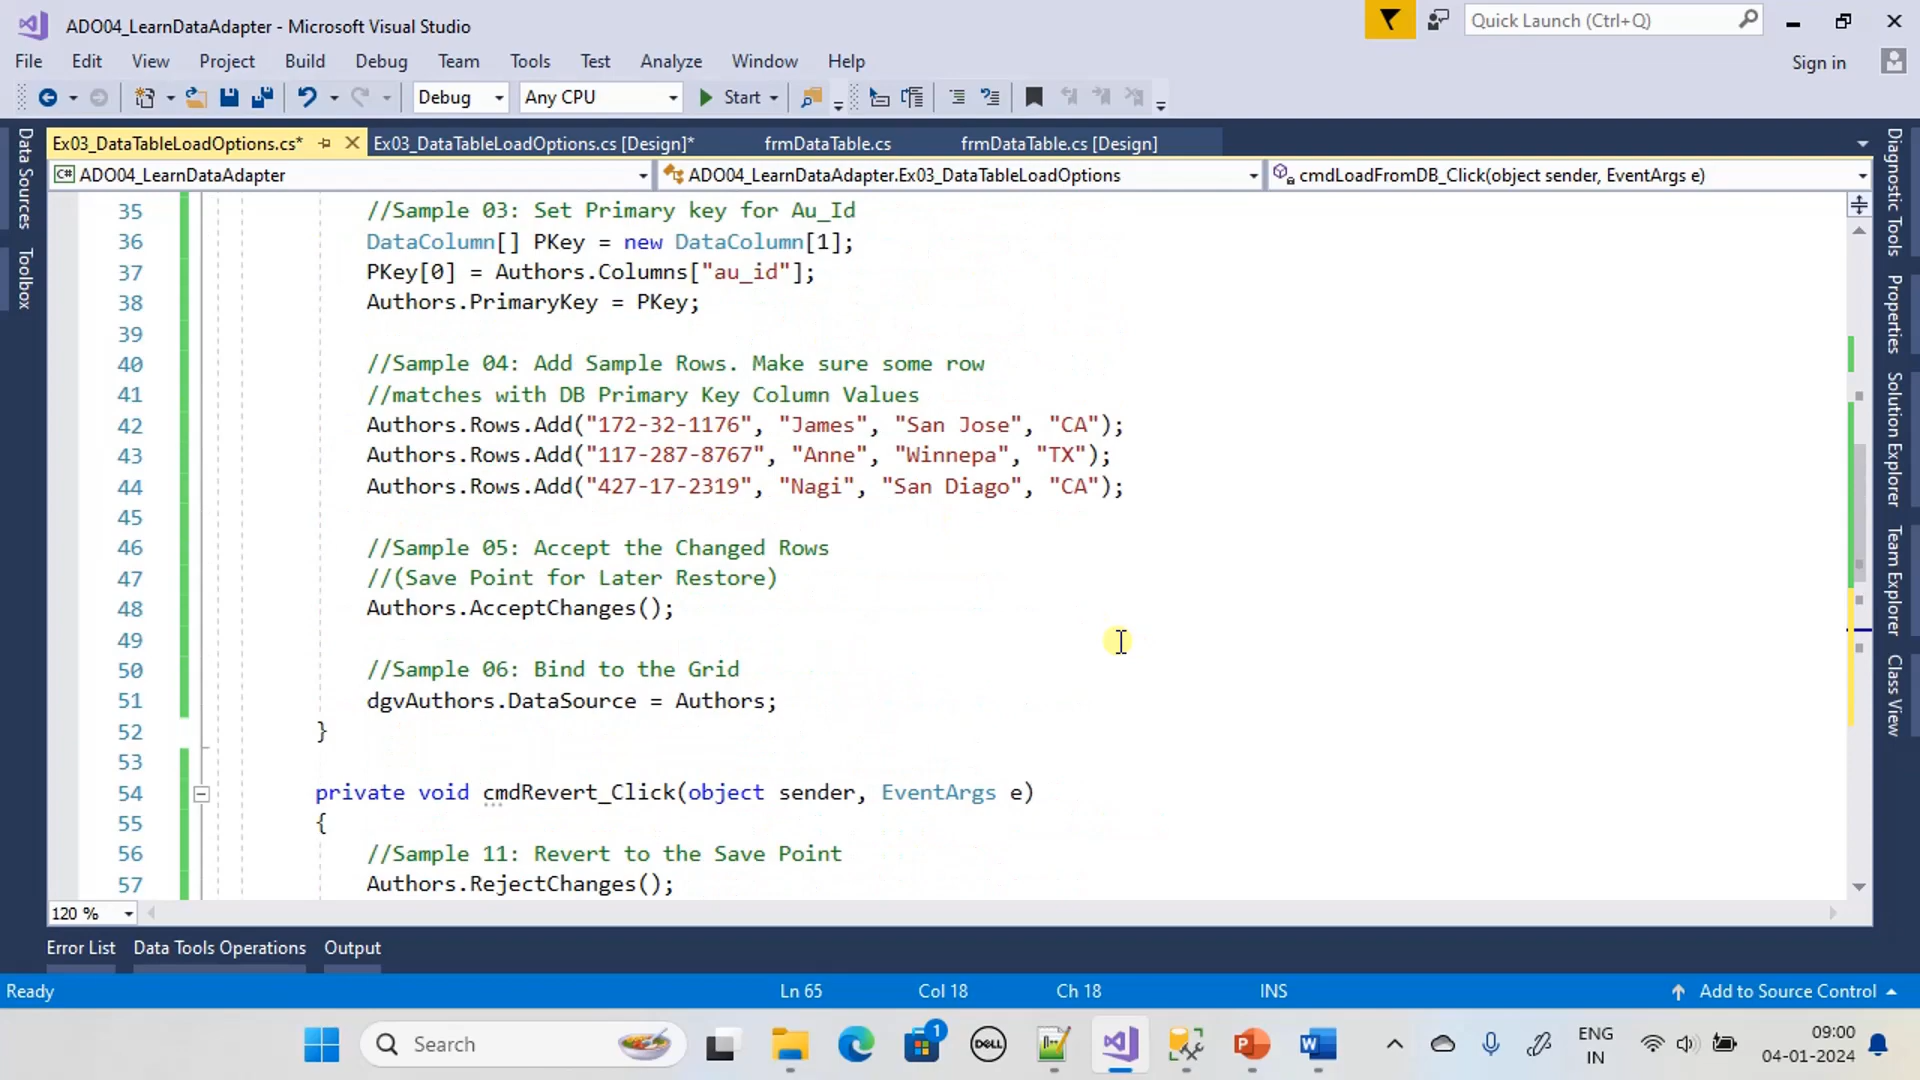 ADO04_LearnDataAdapter - Microsoft Visual Studio
Quick Launch (Ctrl+Q)
File Edit View Project Build Debug Team Tools Test Analyze Window Help
Sign in
Debug Any CPU Start
Ex03_DataTableLoadOptions.cs* Ex03_DataTableLoadOptions.cs [Design]* frmDataTable.cs frmDataTable.cs [Design]
C# ADO04_LearnDataAdapter ADO04_LearnDataAdapter.Ex03_DataTableLoadOptions cmdLoadFromDB_Click(object sender, EventArgs e)
Data Sources
Toolbox
35 //Sample 03: Set Primary key for Au_Id
36 DataColumn[] PKey = new DataColumn[1];
37 PKey[0] = Authors.Columns["au_id"];
38 Authors.PrimaryKey = PKey;
39
40 //Sample 04: Add Sample Rows. Make sure some row
41 //matches with DB Primary Key Column Values
42 Authors.Rows.Add("172-32-1176", "James", "San Jose", "CA");
43 Authors.Rows.Add("117-287-8767", "Anne", "Winnepa", "TX");
44 Authors.Rows.Add("427-17-2319", "Nagi", "San Diago", "CA");
45
46 //Sample 05: Accept the Changed Rows
47 //(Save Point for Later Restore)
48 Authors.AcceptChanges();
49
50 //Sample 06: Bind to the Grid
51 dgvAuthors.DataSource = Authors;
52 }
53
54 private void cmdRevert_Click(object sender, EventArgs e)
55 {
56 //Sample 11: Revert to the Save Point
57 Authors.RejectChanges();
Diagnostic Tools
Properties
Solution Explorer
Team Explorer
Class View
120 %
Error List Data Tools Operations Output
Ready Ln 65 Col 18 Ch 18 INS Add to Source Control
Search 1 DELL P W ENG 09:00
IN 04-01-2024